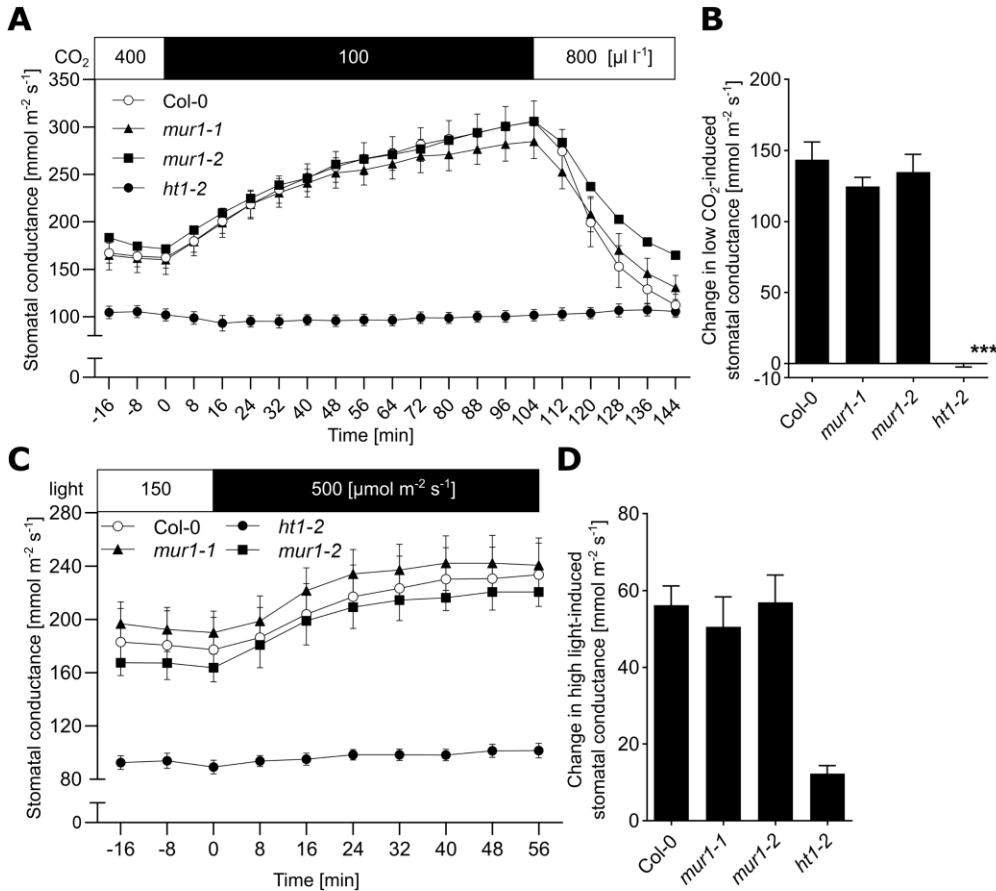 A
CO₂ 400 100 800 [µl l⁻¹]
Stomatal conductance [mmol m⁻² s⁻¹]
350
300
250
200
150
100
0
Col-0
mur1-1
mur1-2
ht1-2
-16 -8 0 8 16 24 32 40 48 56 64 72 80 88 96 104 112 120 128 136 144
Time [min]
B
Change in low CO₂-induced
stomatal conductance [mmol m⁻² s⁻¹]
200
150
100
50
0
-10
***
Col-0 mur1-1 mur1-2 ht1-2
C
light 150 500 [µmol m⁻² s⁻¹]
Stomatal conductance [mmol m⁻² s⁻¹]
280
240
200
160
120
80
0
Col-0 ht1-2
mur1-1 mur1-2
-16 -8 0 8 16 24 32 40 48 56
Time [min]
D
Change in high light-induced
stomatal conductance [mmol m⁻² s⁻¹]
80
60
40
20
0
Col-0 mur1-1 mur1-2 ht1-2